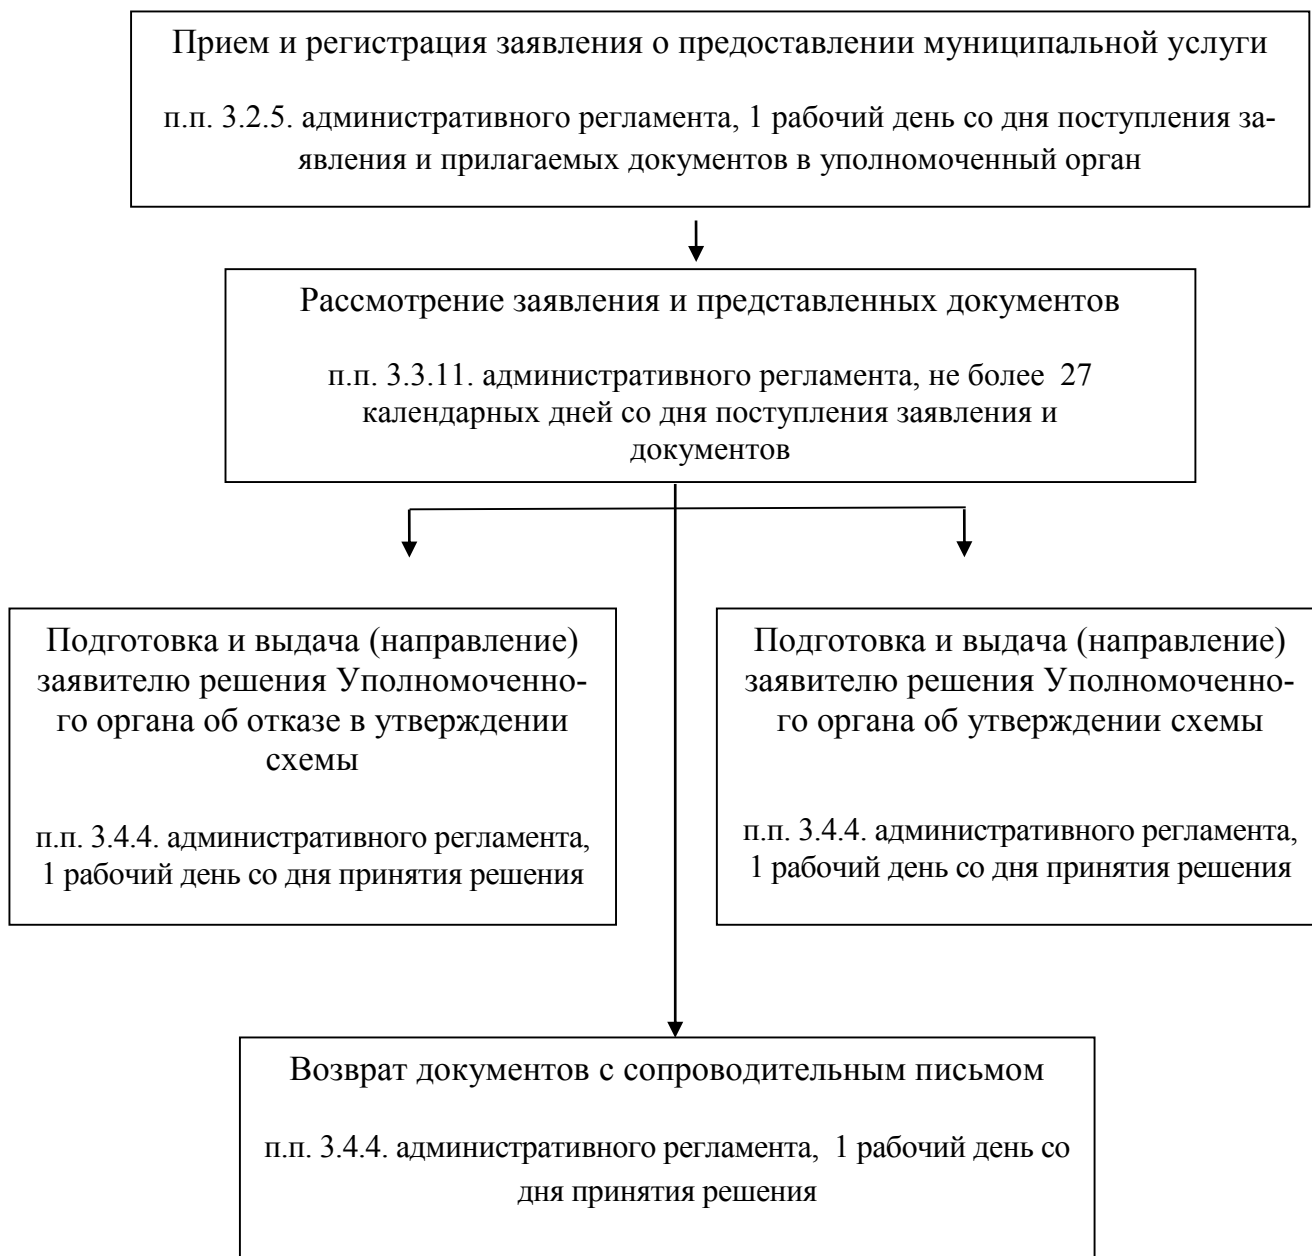 Прием и регистрация заявления о предоставлении муниципальной услуги
п.п. 3.2.5. административного регламента, 1 рабочий день со дня поступления за-
явления и прилагаемых документов в уполномоченный орган
Рассмотрение заявления и представленных документов
п.п. 3.3.11. административного регламента, не более 27
календарных дней со дня поступления заявления и
документов
Подготовка и выдача (направление)
заявителю решения Уполномоченно-
го органа об отказе в утверждении
схемы
п.п. 3.4.4. административного регламента,
1 рабочий день со дня принятия решения
Подготовка и выдача (направление)
заявителю решения Уполномоченно-
го органа об утверждении схемы
п.п. 3.4.4. административного регламента,
1 рабочий день со дня принятия решения
Возврат документов с сопроводительным письмом
п.п. 3.4.4. административного регламента, 1 рабочий день со
дня принятия решения